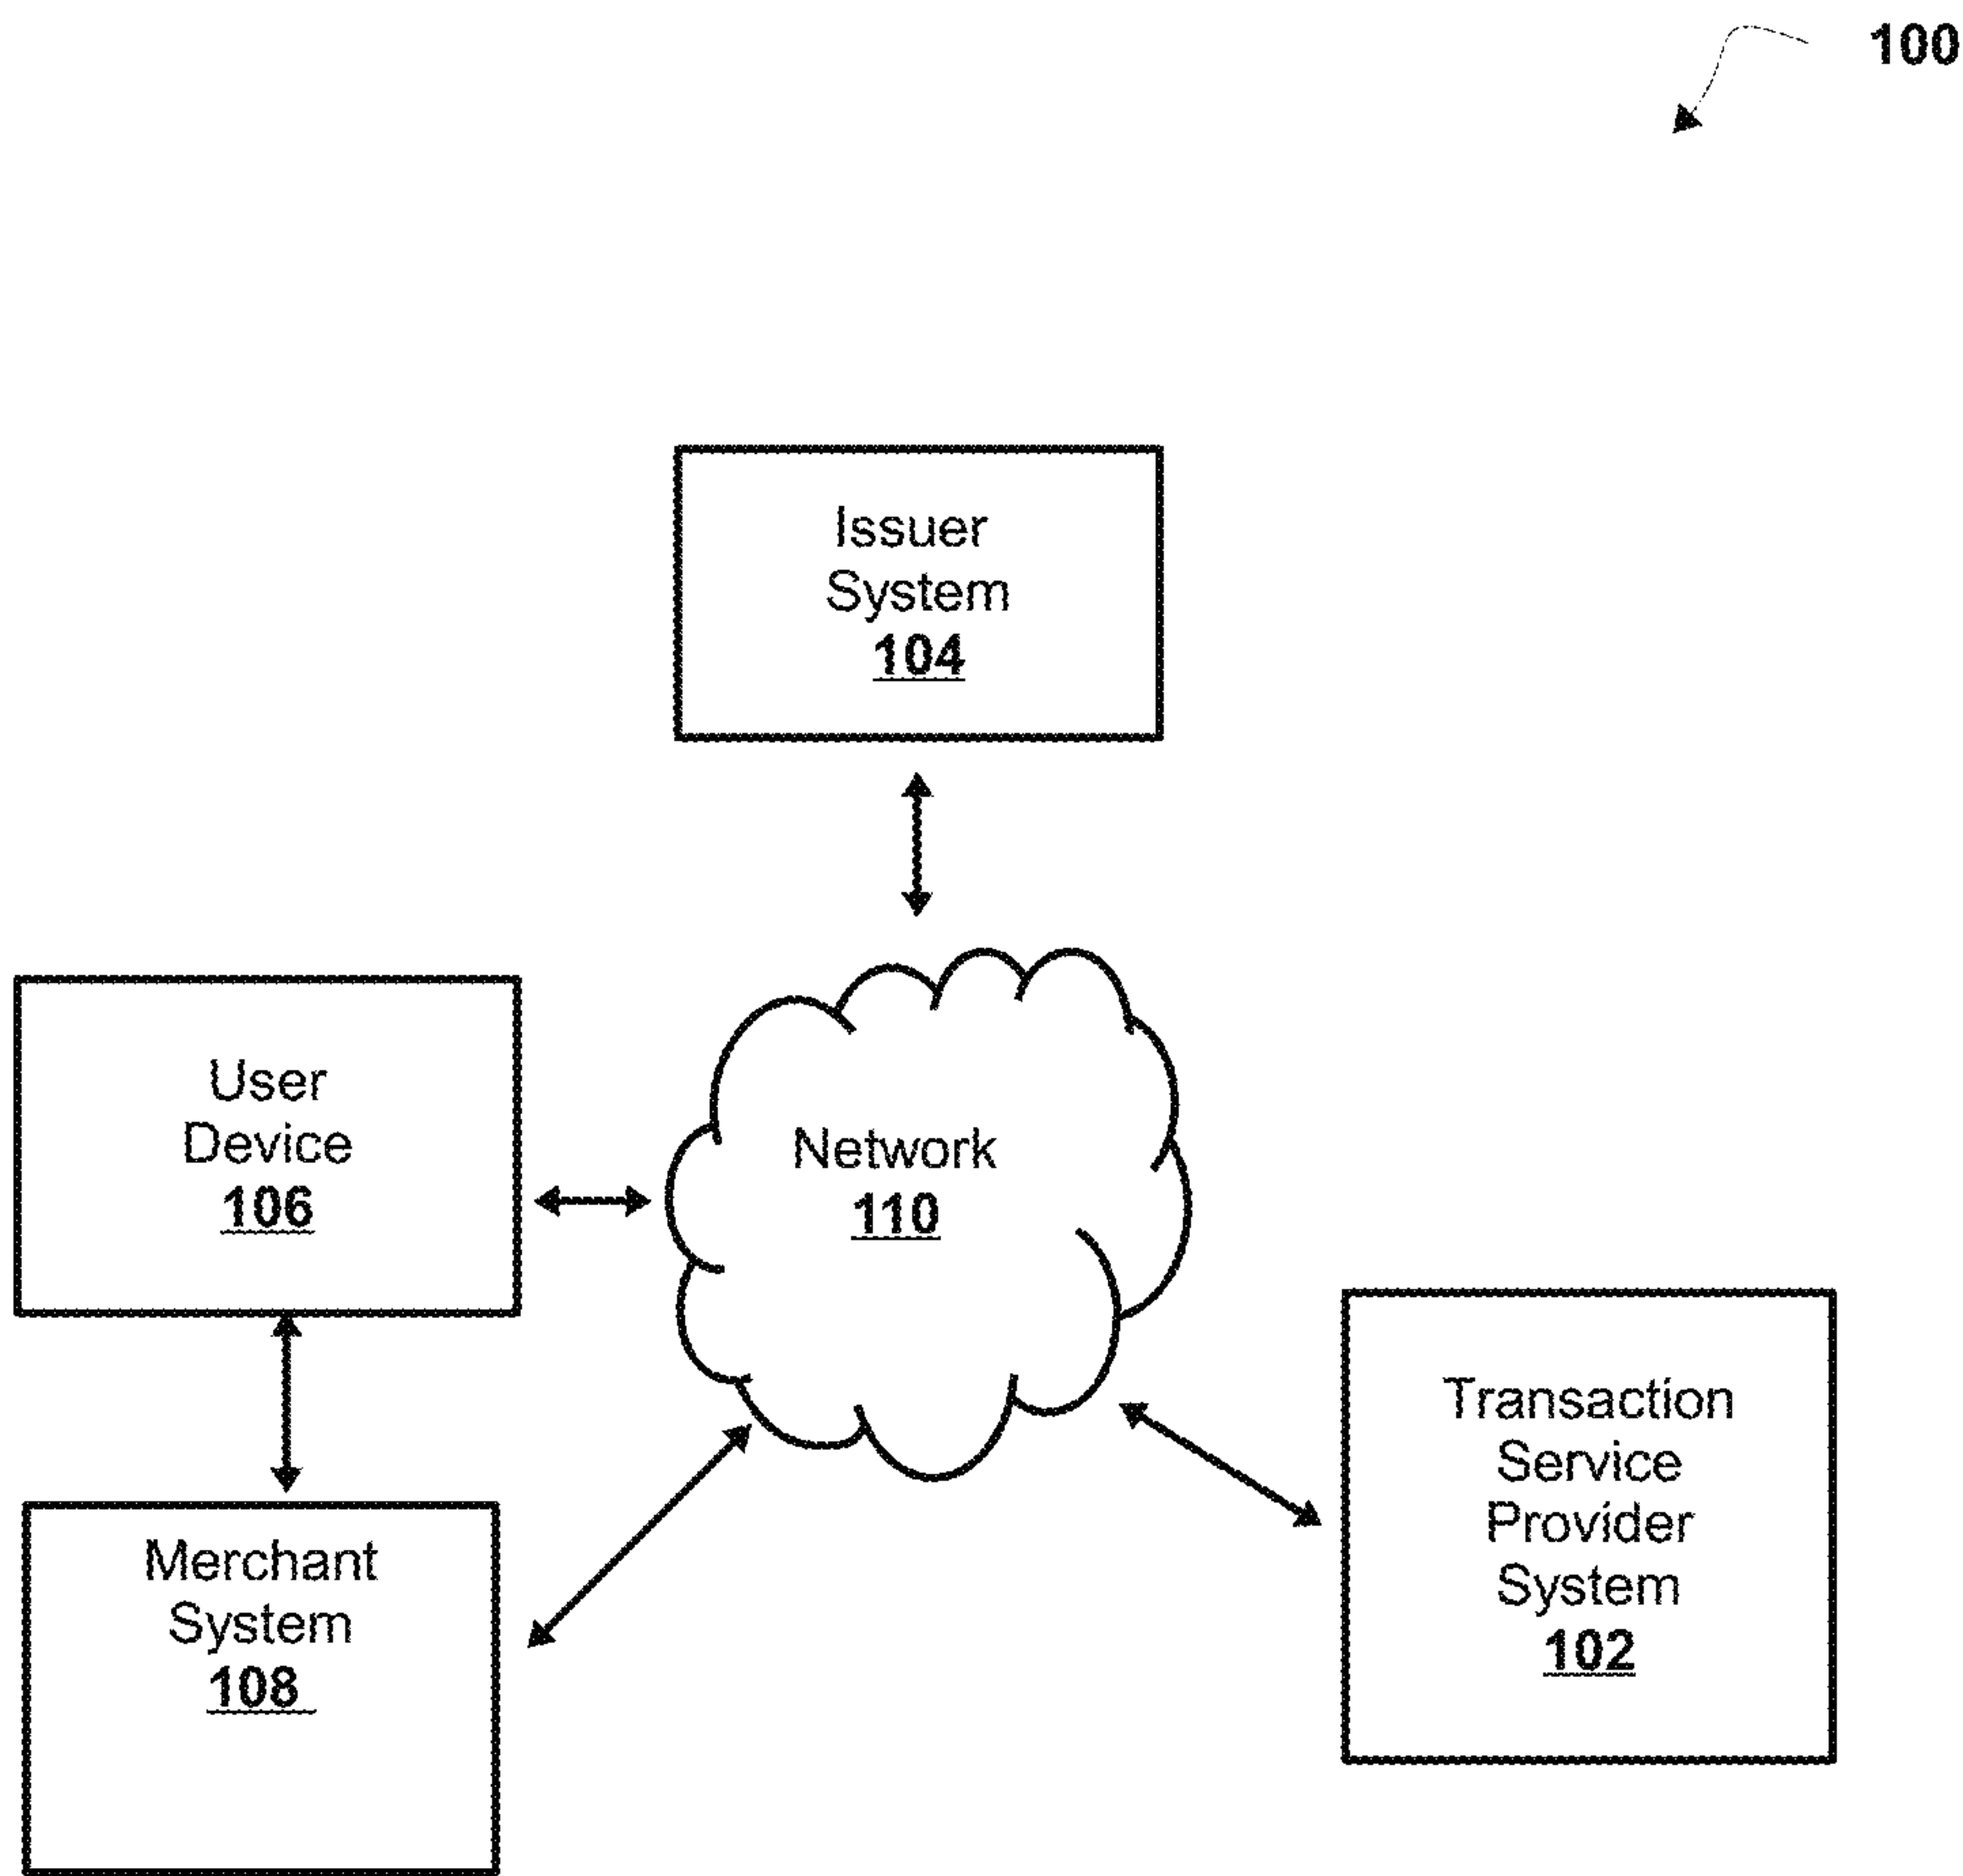 100
Issuer
System
104
User
Device
106
Network
110
Transaction
Service
Provider
System
102
Merchant
System
108